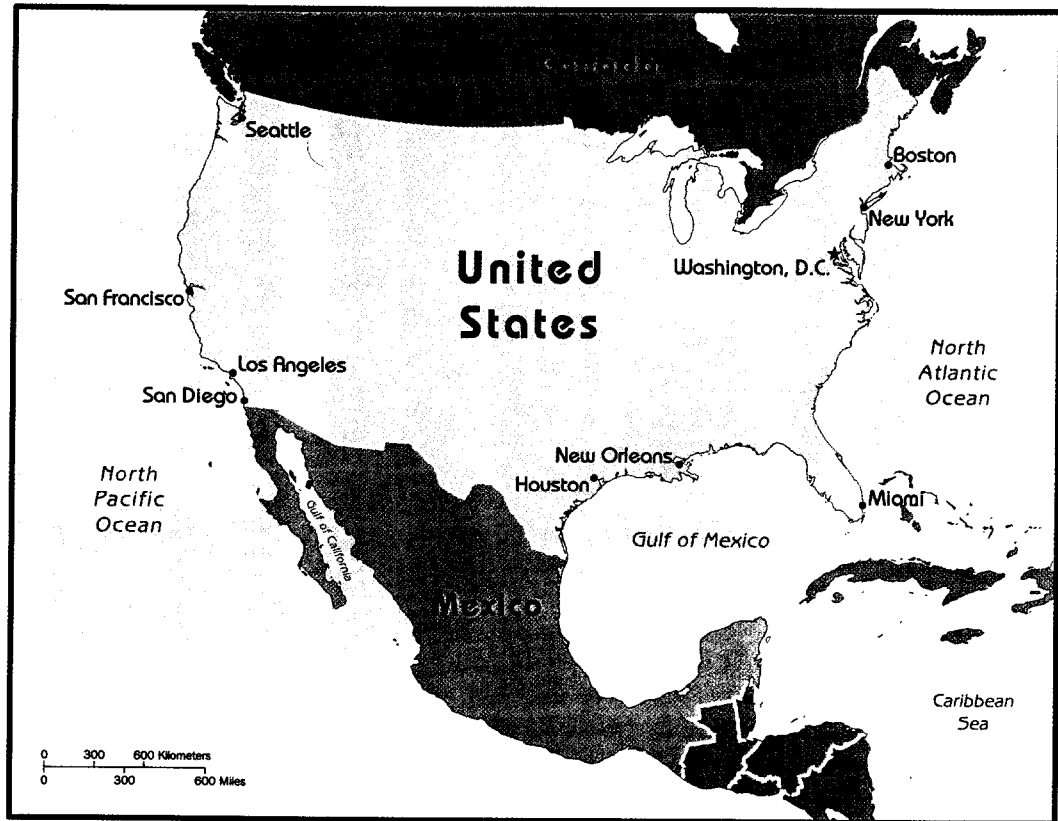 Canada
Seattle
Boston
New York
Washington, D.C.
United
States
San Francisco
Los Angeles
San Diego
North
Atlantic
Ocean
North
Pacific
Ocean
New Orleans
Houston
Miami
Gulf of California
Gulf of Mexico
Mexico
Caribbean
Sea
0 300 600 Kilometers
0 300 600 Miles